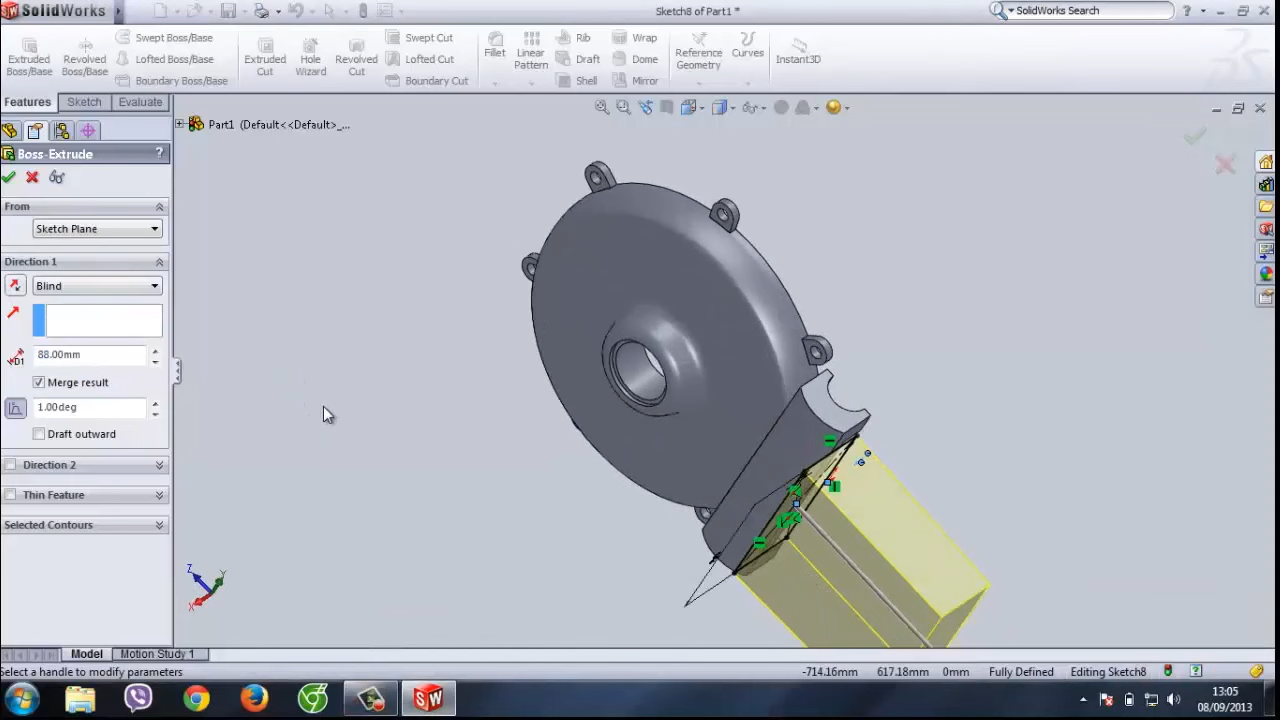 SolidWorks
Sketch8 of Part1 *
SolidWorks Search
?
Extruded Boss/Base
Revolved Boss/Base
Swept Boss/Base
Lofted Boss/Base
Boundary Boss/Base
Extruded Cut
Hole Wizard
Revolved Cut
Swept Cut
Lofted Cut
Boundary Cut
Fillet
Linear Pattern
Rib
Draft
Shell
Wrap
Dome
Mirror
Reference Geometry
Curves
Instant3D
Features
Sketch
Evaluate
Part1 (Default<<Default>_...
Boss-Extrude
?
From
Sketch Plane
Direction 1
Blind
D1
88.00mm
Merge result
1.00deg
Draft outward
Direction 2
Thin Feature
Selected Contours
Z
Y
X
Model
Motion Study 1
Select a handle to modify parameters
-714.16mm
617.18mm
0mm
Fully Defined
Editing Sketch8
?
13:05
08/09/2013